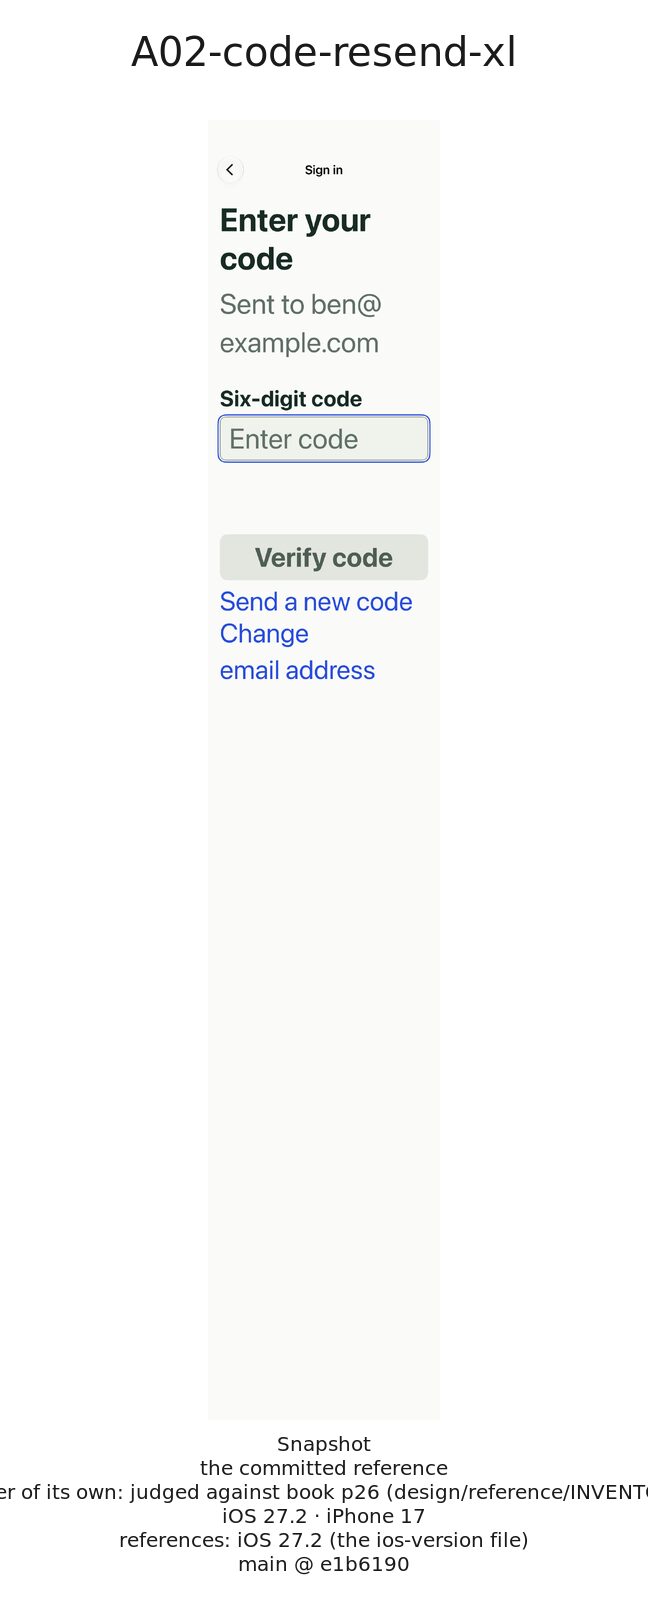 A02-code-resend-xl
Sign in
Enter your
code
Sent to ben@
example.com
Six-digit code
Enter code
Verify code
Send a new code
Change
email address
Snapshot
the committed reference
of its own: judged against book p26 (design/reference/
iOS 27.2 · iPhone 17
references: iOS 27.2 (the ios-version file)
main @ e1b6190